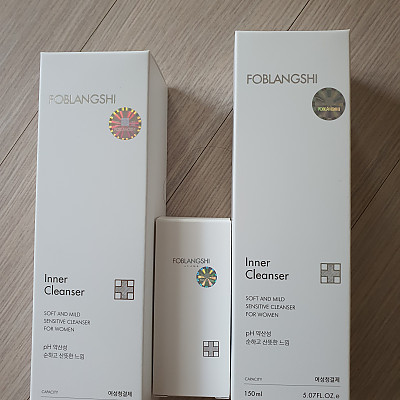 FOBLANGSHI
FOBLANGSHI
Inner
Cleanser
SOFT AND MILD
SENSITIVE CLEANSER
FOR WOMEN
pH 약산성
순하고 산뜻한 느낌
CAPACITY
여성청결제
FOBLANGSHI
FOBLANGSHI
FOBLANGSHI
Inner
Cleanser
SOFT AND MILD
SENSITIVE CLEANSER
FOR WOMEN
pH 약산성
순하고 산뜻한 느낌
CAPACITY
여성청결제
150ml
5.07FL.OZ.e